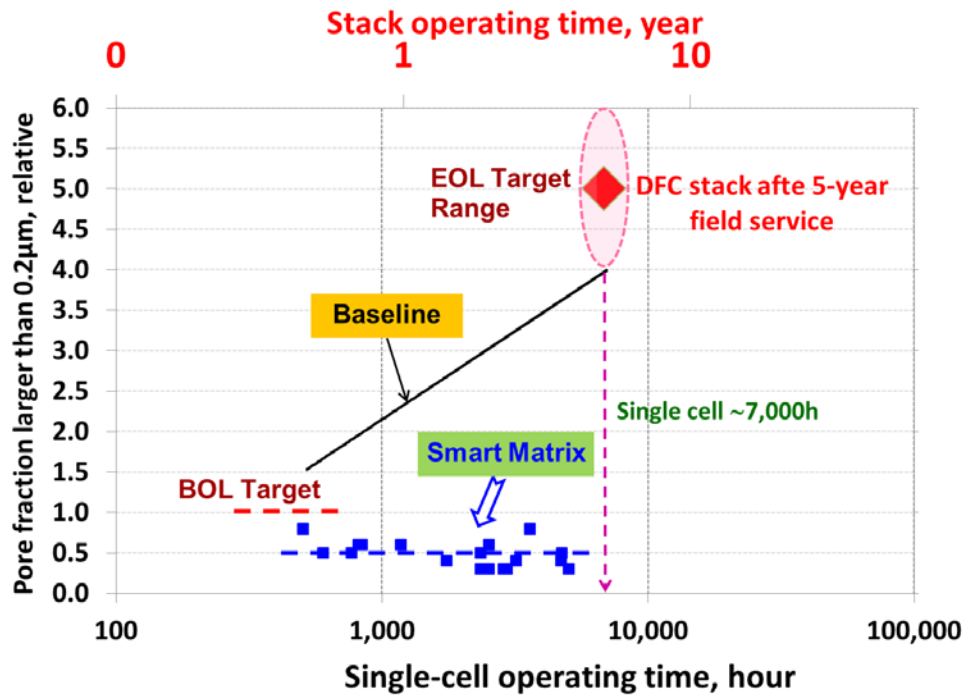 Stack operating time, year
0 1 10
Pore fraction larger than 0.2µm, relative
6.0
5.5
5.0
4.5
4.0
3.5
3.0
2.5
2.0
1.5
1.0
0.5
0.0
EOL Target
Range
DFC stack afte 5-year
field service
Baseline
Single cell ~7,000h
Smart Matrix
BOL Target
100 1,000 10,000 100,000
Single-cell operating time, hour